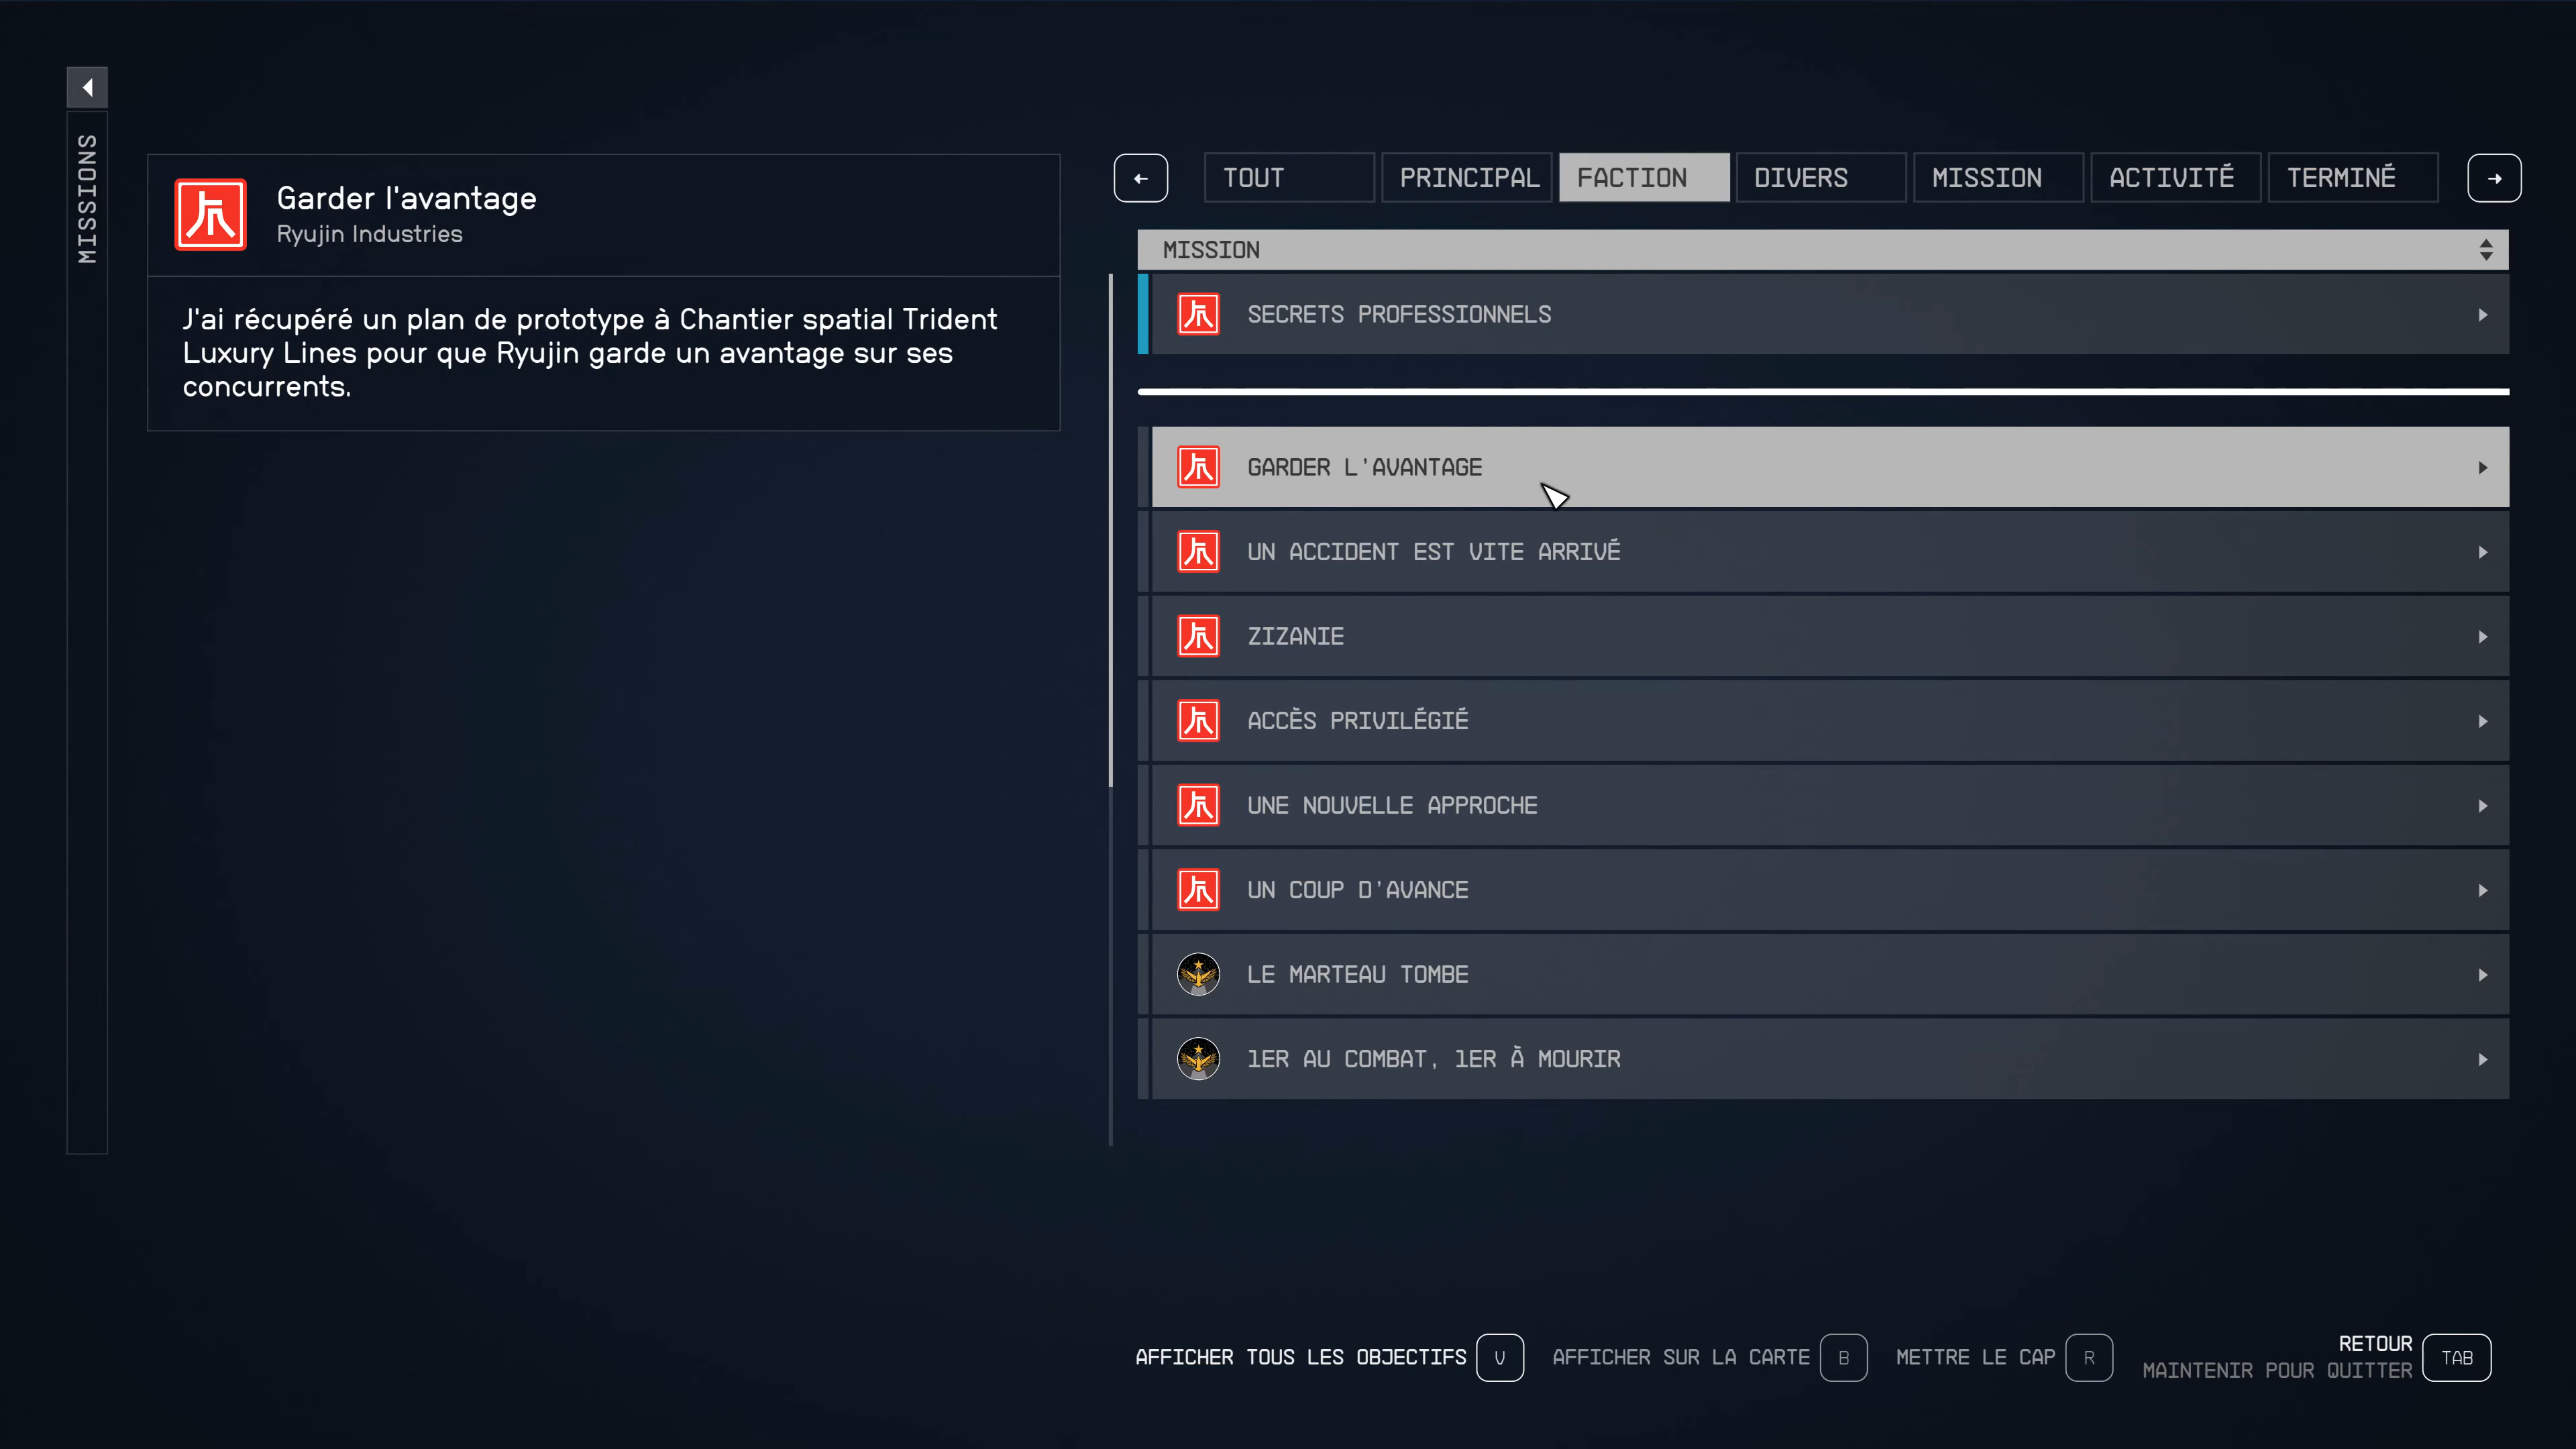 MISSIONS
Garder l'avantage
Ryujin Industries
J'ai récupéré un plan de prototype à Chantier spatial Trident
Luxury Lines pour que Ryujin garde un avantage sur ses
concurrents.
TOUT
PRINCIPAL
FACTION
DIVERS
MISSION
ACTIVITÉ
TERMINÉ
MISSION
SECRETS PROFESSIONNELS
GARDER L'AVANTAGE
UN ACCIDENT EST VITE ARRIVÉ
ZIZANIE
ACCÈS PRIVILÉGIÉ
UNE NOUVELLE APPROCHE
UN COUP D'AVANCE
LE MARTEAU TOMBE
1ER AU COMBAT, 1ER À MOURIR
AFFICHER TOUS LES OBJECTIFS V
AFFICHER SUR LA CARTE B
METTRE LE CAP R
RETOUR
MAINTENIR POUR QUITTER
TAB